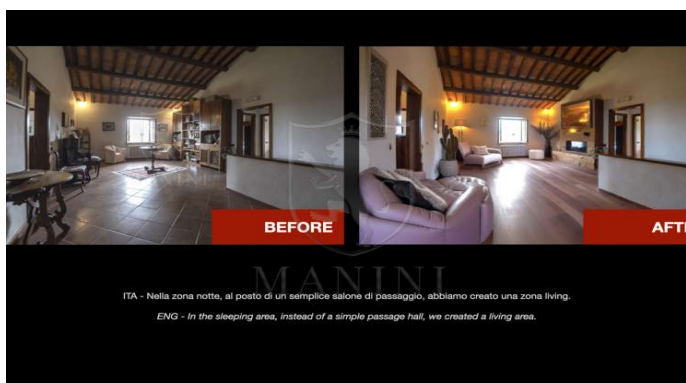 BEFORE
AFT
MANINI
ITA - Nella zona notte, al posto di un semplice salone di passaggio, abbiamo creato una zona living.
ENG - In the sleeping area, instead of a simple passage hall, we created a living area.